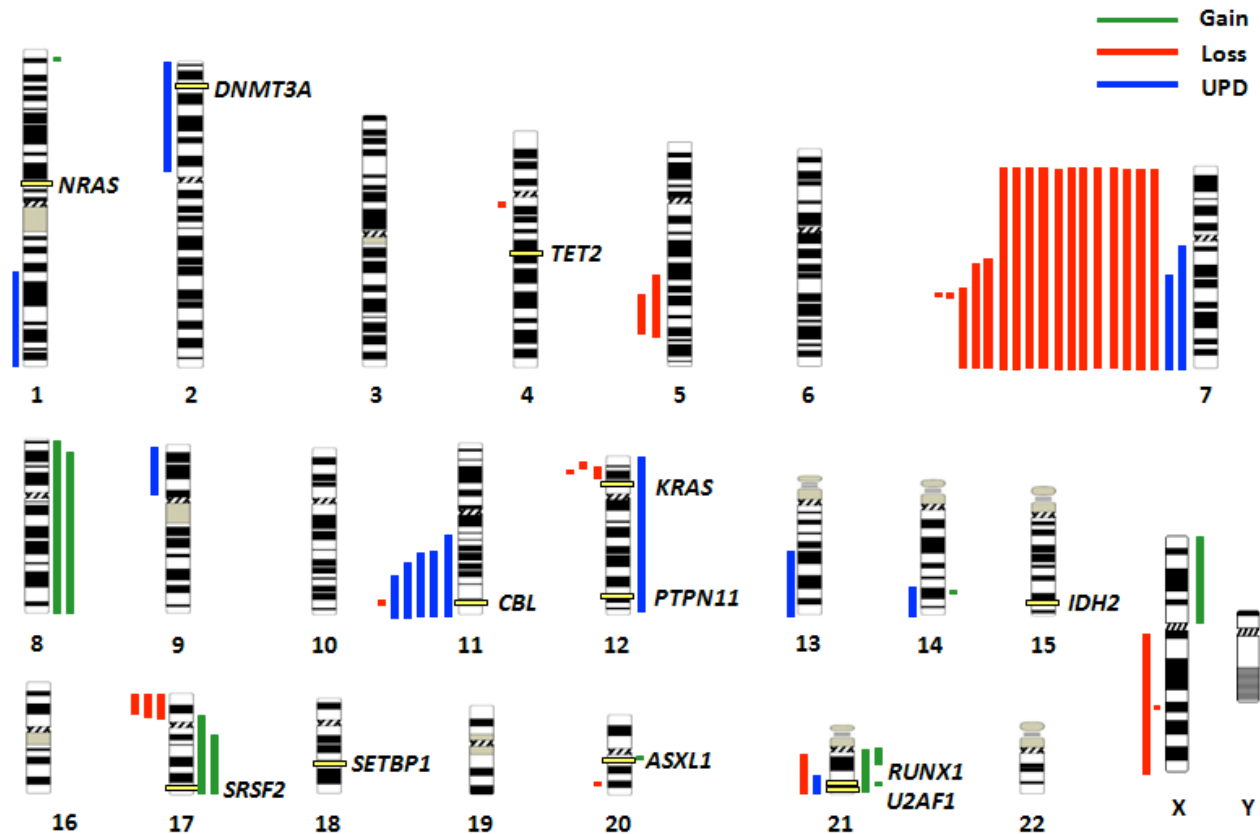 Gain
Loss
UPD
DNMT3A
NRAS
TET2
1 2 3 4 5 6 7
KRAS
CBL
PTPN11
IDH2
8 9 10 11 12 13 14 15
SETBP1
ASXL1
RUNX1
SRSF2
U2AF1
X Y
16 17 18 19 20 21 22